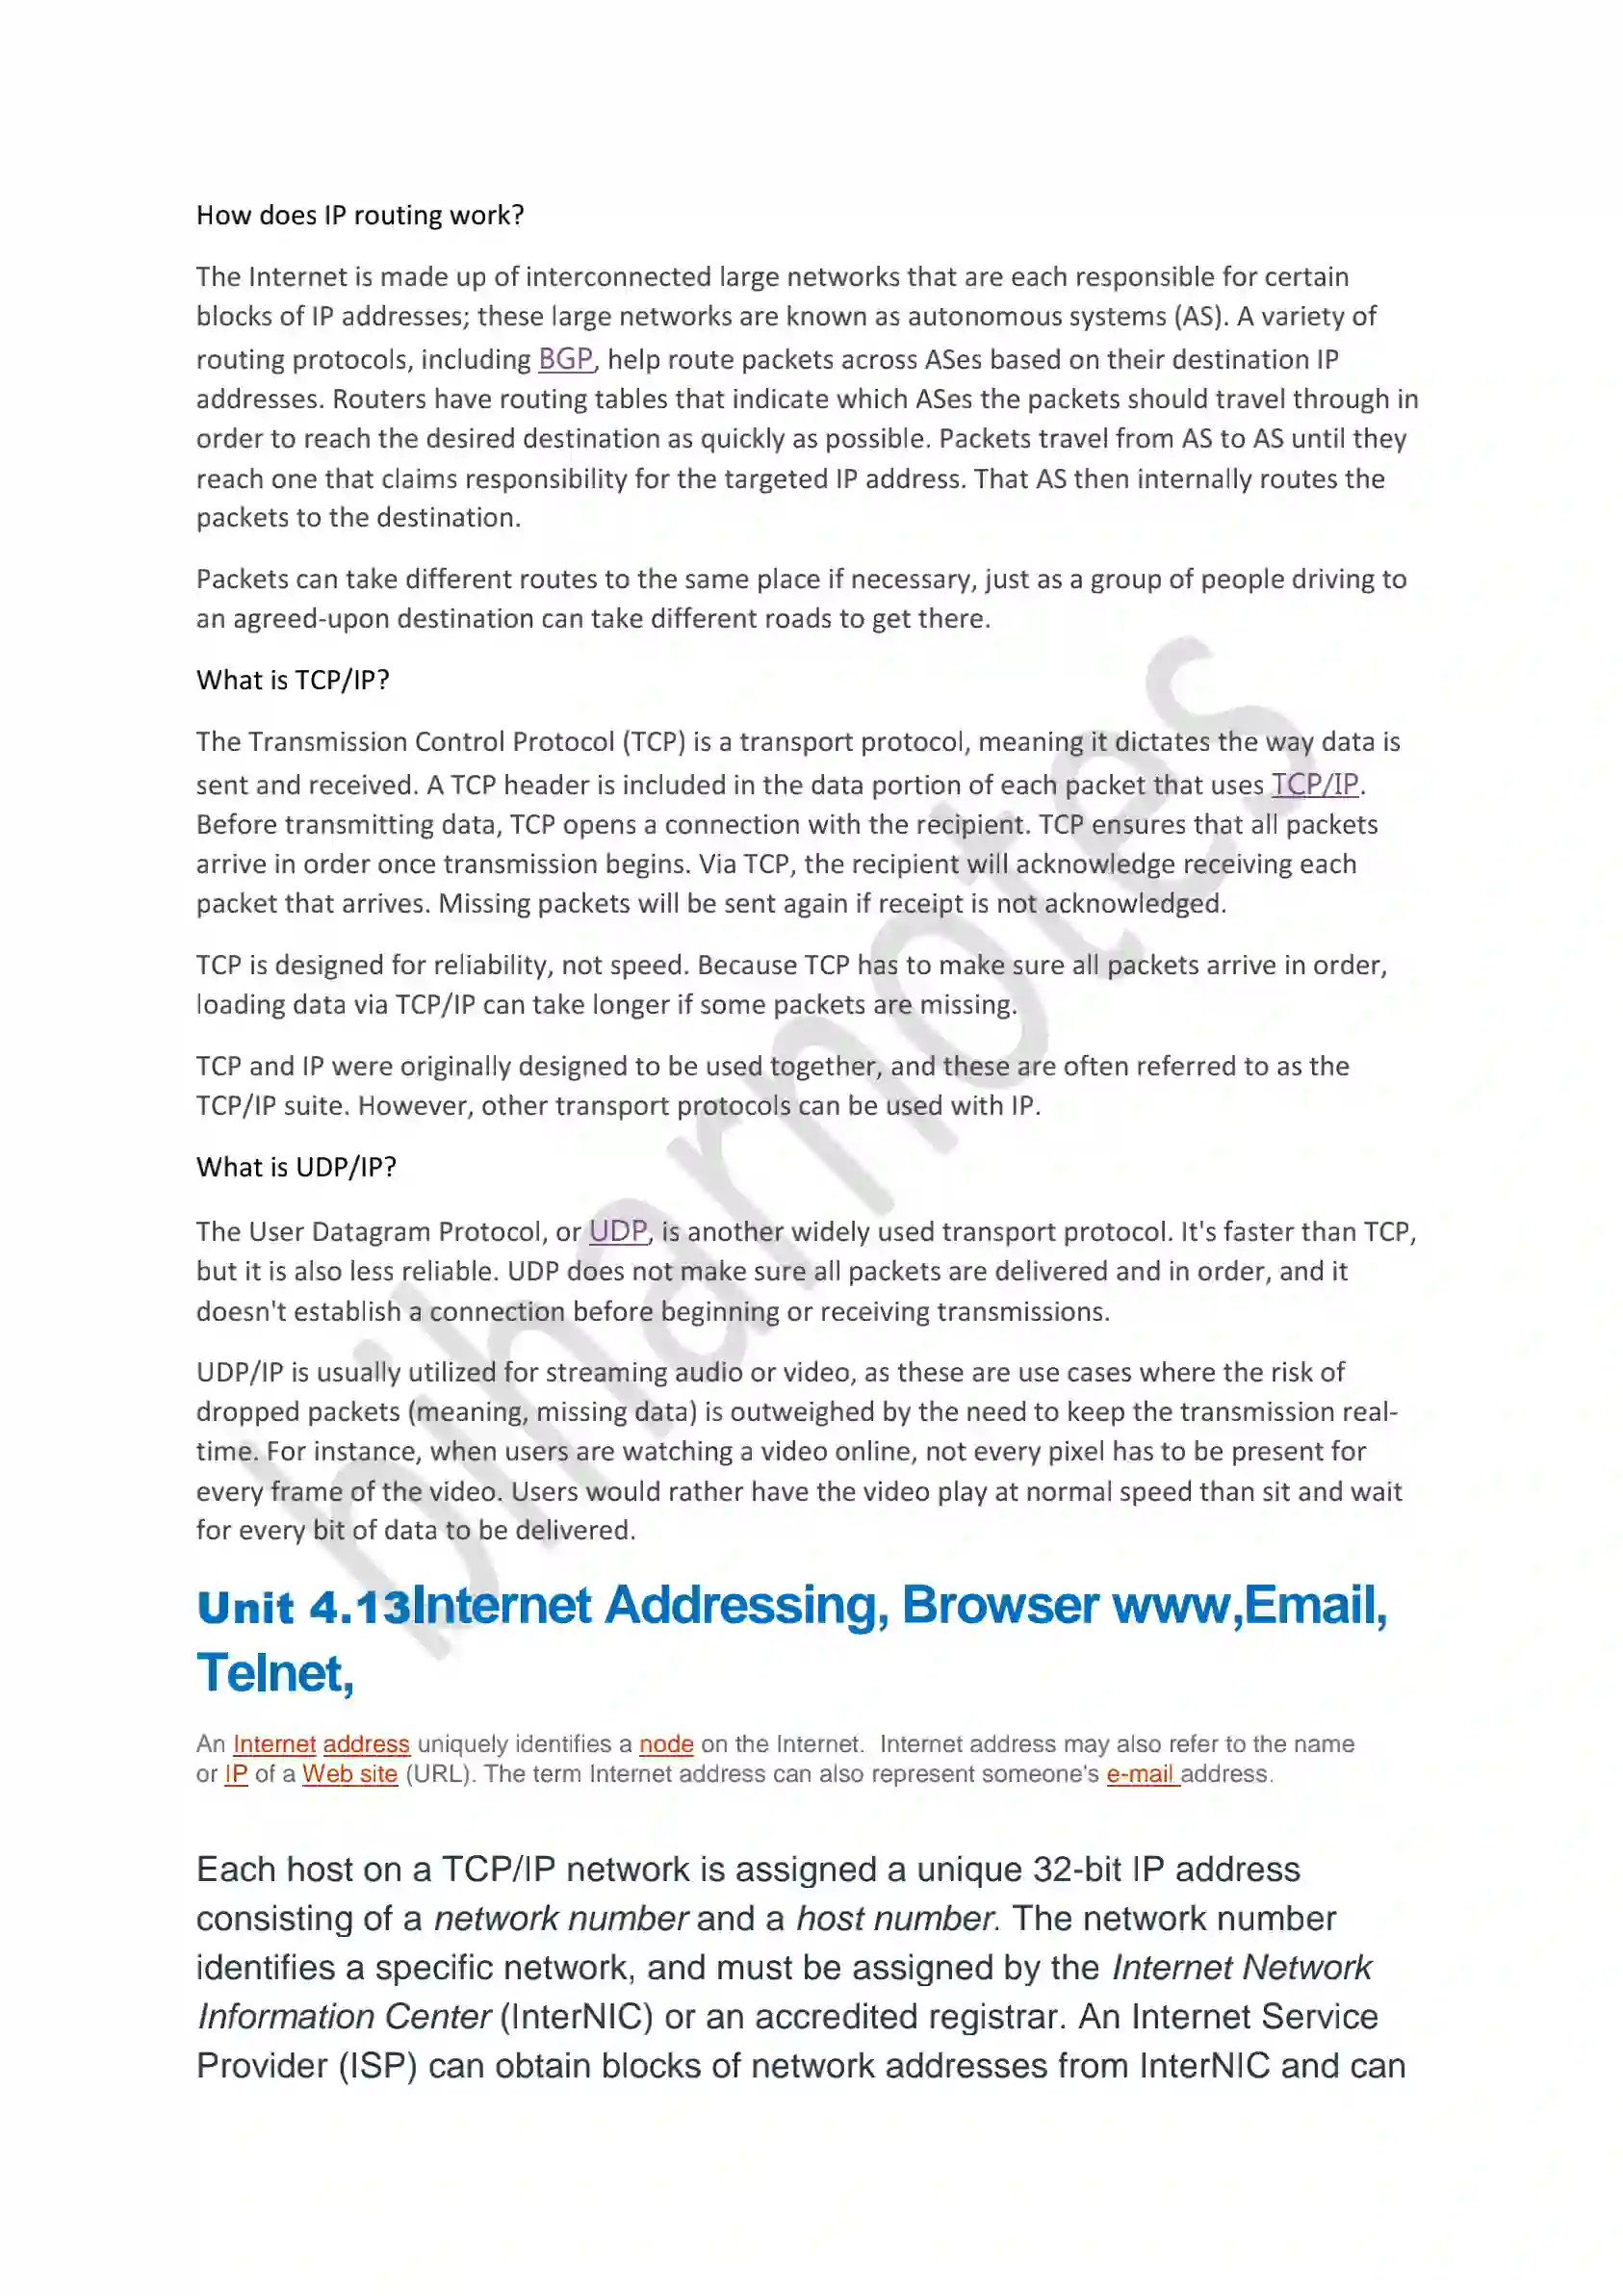 How does IP routing work?
The Internet is made up of interconnected large networks that are each responsible for certain
blocks of IP addresses; these large networks are known as autonomous systems (AS). A variety of
routing protocols, including BGP, help route packets across ASes based on their destination IP
addresses. Routers have routing tables that indicate which ASes the packets should travel through in
order to reach the desired destination as quickly as possible. Packets travel from AS to AS until they
reach one that claims responsibility for the targeted IP address. That AS then internally routes the
packets to the destination.
Packets can take different routes to the same place if necessary, just as a group of people driving to
an agreed-upon destination can take different roads to get there.
What is TCP/IP?
The Transmission Control Protocol (TCP) is a transport protocol, meaning it dictates the way data is
sent and received. A TCP header is included in the data portion of each packet that uses TCP/IP.
Before transmitting data, TCP opens a connection with the recipient. TCP ensures that all packets
arrive in order once transmission begins. Via TCP, the recipient will acknowledge receiving each
packet that arrives. Missing packets will be sent again if receipt is not acknowledged.
TCP is designed for reliability, not speed. Because TCP has to make sure all packets arrive in order,
loading data via TCP/IP can take longer if some packets are missing.
TCP and IP were originally designed to be used together, and these are often referred to as the
TCP/IP suite. However, other transport protocols can be used with IP.
What is UDP/IP?
The User Datagram Protocol, or UDP, is another widely used transport protocol. It's faster than TCP,
but it is also less reliable. UDP does not make sure all packets are delivered and in order, and it
doesn't establish a connection before beginning or receiving transmissions.
UDP/IP is usually utilized for streaming audio or video, as these are use cases where the risk of
dropped packets (meaning, missing data) is outweighed by the need to keep the transmission real-
time. For instance, when users are watching a video online, not every pixel has to be present for
every frame of the video. Users would rather have the video play at normal speed than sit and wait
for every bit of data to be delivered.
Unit 4.13Internet Addressing, Browser www,Email,
Telnet,
An Internet address uniquely identifies a node on the Internet.  Internet address may also refer to the name
or IP of a Web site (URL). The term Internet address can also represent someone's e-mail address.
Each host on a TCP/IP network is assigned a unique 32-bit IP address
consisting of a network number and a host number. The network number
identifies a specific network, and must be assigned by the Internet Network
Information Center (InterNIC) or an accredited registrar. An Internet Service
Provider (ISP) can obtain blocks of network addresses from InterNIC and can
biharnotes